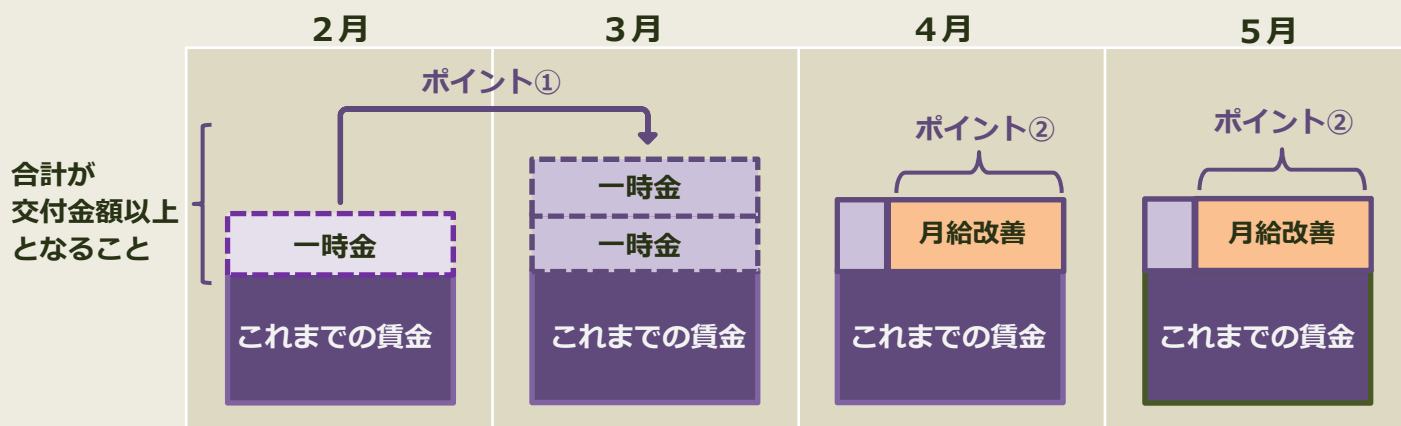 ２月
３月
４月
５月
ポイント①
ポイント②
ポイント②
合計が
交付金額以上
となること
一時金
一時金
一時金
月給改善
月給改善
これまでの賃金
これまでの賃金
これまでの賃金
これまでの賃金